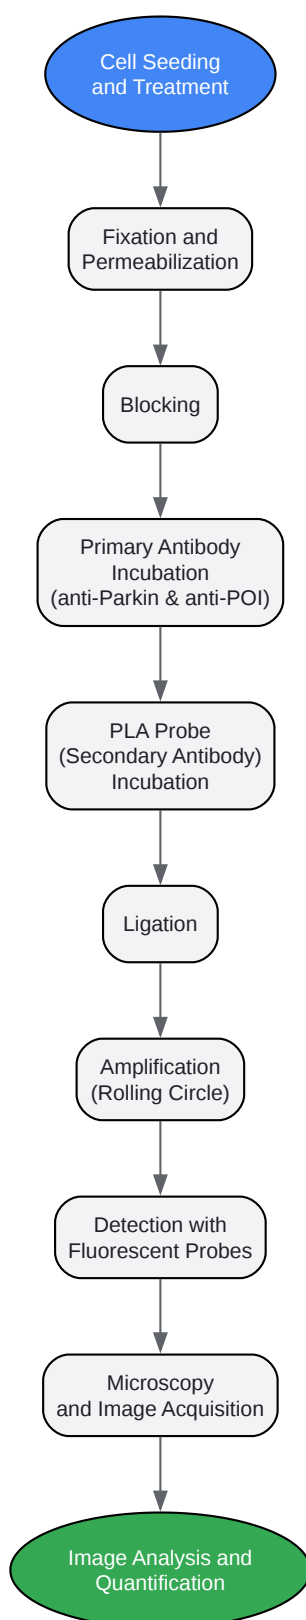 Cell Seeding
and Treatment
Fixation and
Permeabilization
Blocking
Primary Antibody
Incubation
(anti-Parkin & anti-POI)
PLA Probe
(Secondary Antibody)
Incubation
Ligation
Amplification
(Rolling Circle)
Detection with
Fluorescent Probes
Microscopy
and Image Acquisition
Image Analysis and
Quantification